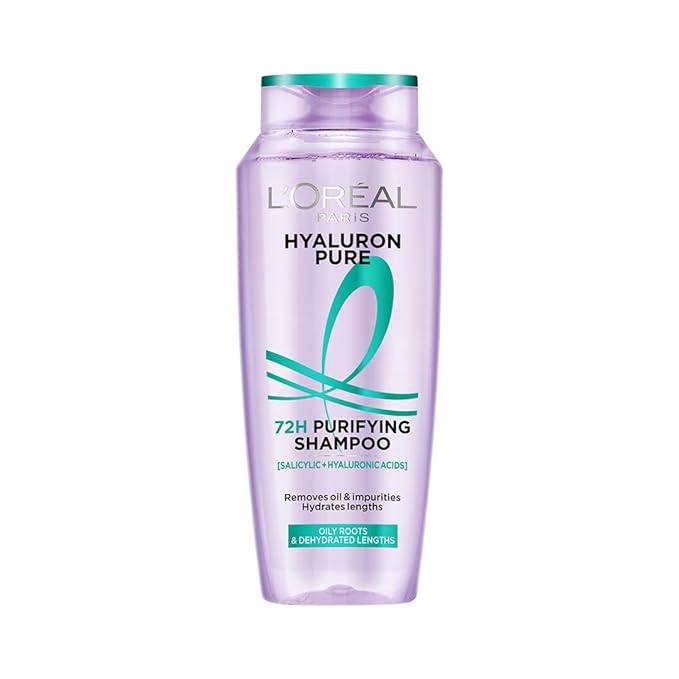 L'ORÉAL
PARIS
HYALURON
PURE
72H PURIFYING
SHAMPOO
[SALICYLIC + HYALURONIC ACIDS]
Removes oil & impurities
Hydrates lengths
OILY ROOTS
& DEHYDRATED LENGTHS